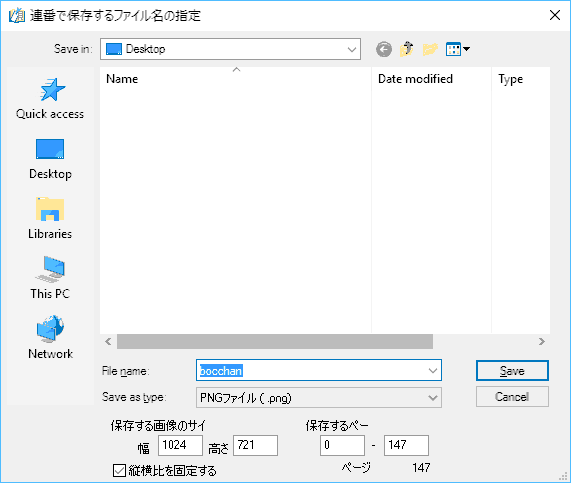 連番で保存するファイル名の指定
Save in:
Desktop
Name
Date modified
Type
Quick access
Desktop
Libraries
This PC
Network
File name:
bocchan
Save
Save as type:
PNGファイル ( .png)
Cancel
保存する画像のサイ
保存するペー
幅 1024 高さ 721
0 - 147
縦横比を固定する
ページ 147